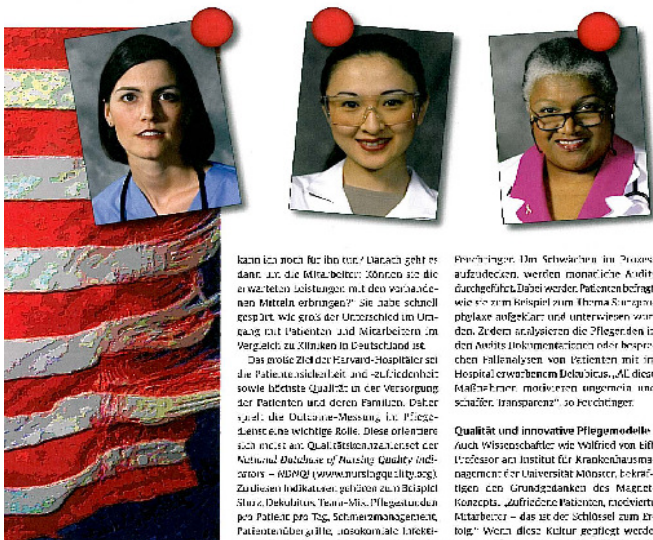 kann ich noch für ihn tun? Danach geht es
dann um die Mitarbeiter: Können sie die
erwarteten Leistungen mit den vorhande-
nen Mitteln erbringen?" Sie habe schnell
gespürt, wie groß der Unterschied im Um-
gang mit Patienten und Mitarbeitern im
Vergleich zu Kliniken in Deutschland ist.
Das große Ziel der Harvard-Hospitäler sei
die Patientensicherheit und -zufriedenheit
sowie höchste Qualität in der Versorgung
der Patienten und deren Familien. Daher
spielt die Outcome-Messung im Pflege-
dienst eine wichtige Rolle. Diese orientiere
sich meist am Qualitätskennzahlenset der
National Database of Nursing Quality Indi-
cators – NDNQI (www.nursingquality.org).
Zu diesen Indikatoren gehören zum Beispiel
Sturz, Dekubitus, Team-Mix, Pflegestunden
pro Patient pro Tag, Schmerzmanagement,
Patientenübergriffe, nosokomiale Infekti-
Feuchtinger. Um Schwächen im Prozess
aufzudecken, werden monatliche Audits
durchgeführt. Dabei werden Patienten befragt,
wie sie zum Beispiel zum Thema Sturzpro-
phylaxe aufgeklärt und unterwiesen wur-
den. Zudem analysieren die Pflegenden in
den Audits Dokumentationen oder bespre-
chen Fallanalysen von Patienten mit im
Hospital erworbenem Dekubitus. „All diese
Maßnahmen motivieren ungemein und
schaffen Transparenz", so Feuchtinger.
Qualität und innovative Pflegemodelle
Auch Wissenschaftler wie Wilfried von Eiff,
Professor am Institut für Krankenhausma-
nagement der Universität Münster, bekräf-
tigen den Grundgedanken des Magnet-
Konzepts. „Zufriedene Patienten, motivierte
Mitarbeiter – das ist der Schlüssel zum Er-
folg." Wenn diese Kultur gepflegt werde